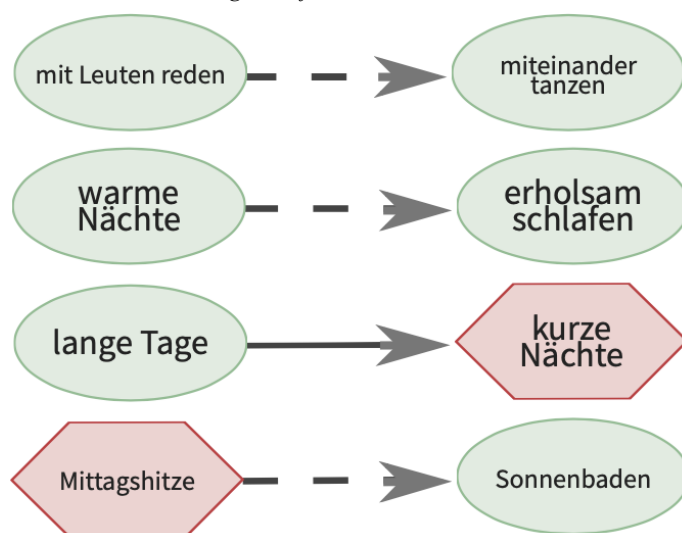 mit Leuten reden
miteinander
tanzen
warme
Nächte
erholsam
schlafen
lange Tage
kurze
Nächte
Mittagshitze
Sonnenbaden